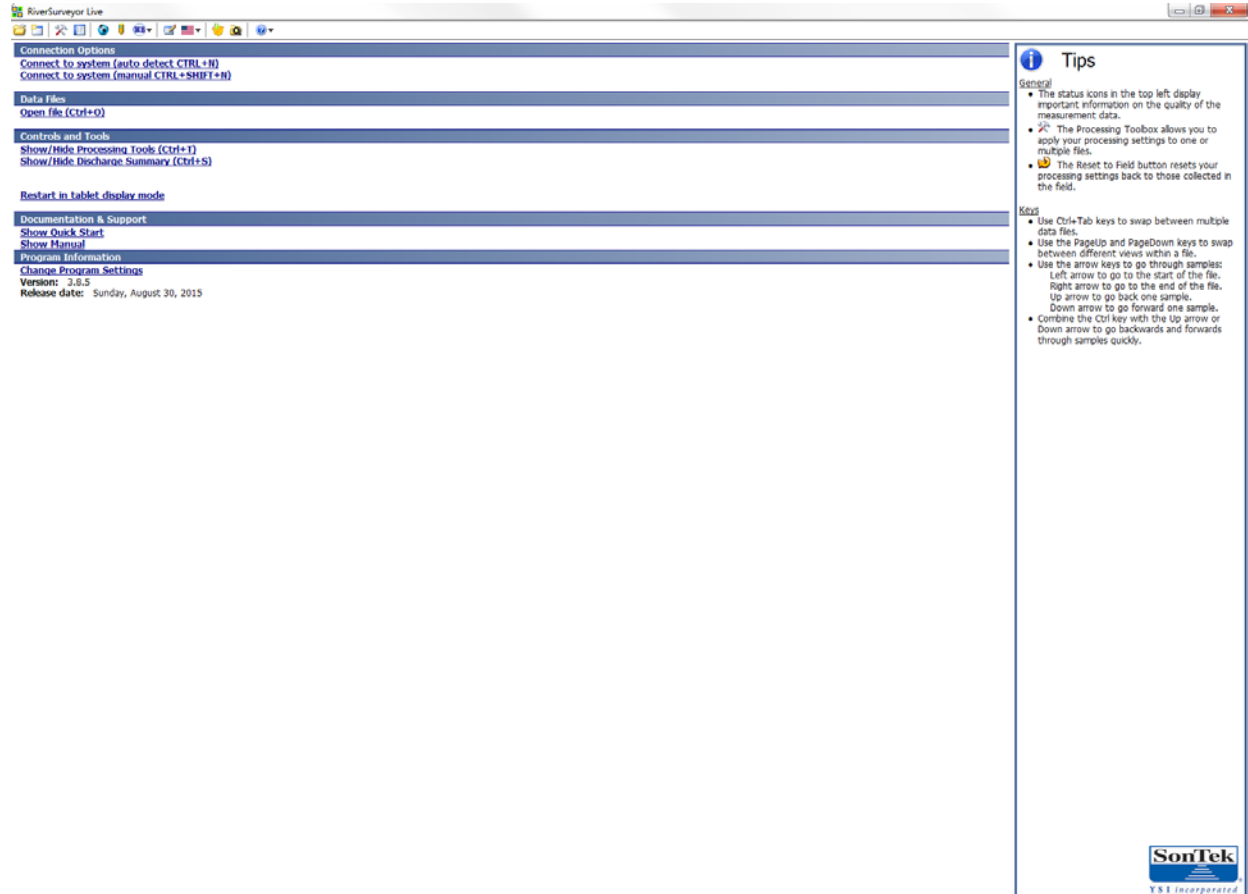 RiverSurveyor Live
Connection Options
Connect to system (auto detect CTRL+N)
Connect to system (manual CTRL+SHIFT+N)
Data Files
Open file (Ctrl+O)
Controls and Tools
Show/Hide Processing Tools (Ctrl+T)
Show/Hide Discharge Summary (Ctrl+S)
Restart in tablet display mode
Documentation & Support
Show Quick Start
Show Manual
Program Information
Change Program Settings
Version: 3.8.5
Release date: Sunday, August 30, 2015
Tips
General
The status icons in the top left display
important information on the quality of the
measurement data.
The Processing Toolbox allows you to
apply your processing settings to one or
multiple files.
The Reset to Field button resets your
processing settings back to those collected in
the field.
Keys
Use Ctrl+Tab keys to swap between multiple
data files.
Use the PageUp and PageDown keys to swap
between different views within a file.
Use the arrow keys to go through samples:
Left arrow to go to the start of the file.
Right arrow to go to the end of the file.
Up arrow to go back one sample.
Down arrow to go forward one sample.
Combine the Ctrl key with the Up arrow or
Down arrow to go backwards and forwards
through samples quickly.
SonTek
YSI incorporated